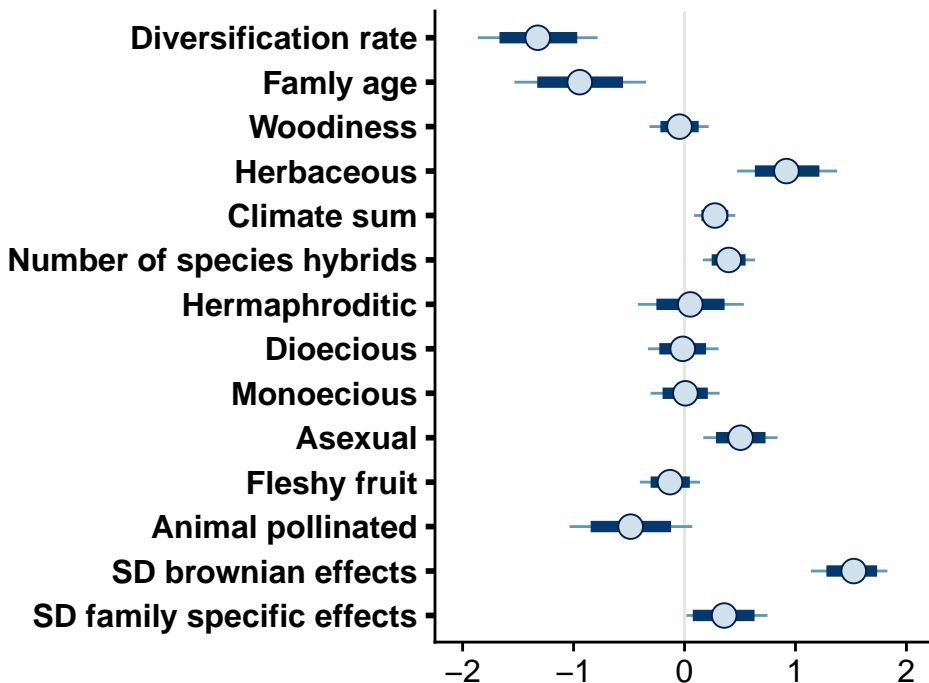 Diversification rate
Famly age
Woodiness
Herbaceous
Climate sum
Number of species hybrids
Hermaphroditic
Dioecious
Monoecious
Asexual
Fleshy fruit
Animal pollinated
SD brownian effects
SD family specific effects
−2 −1 0 1 2